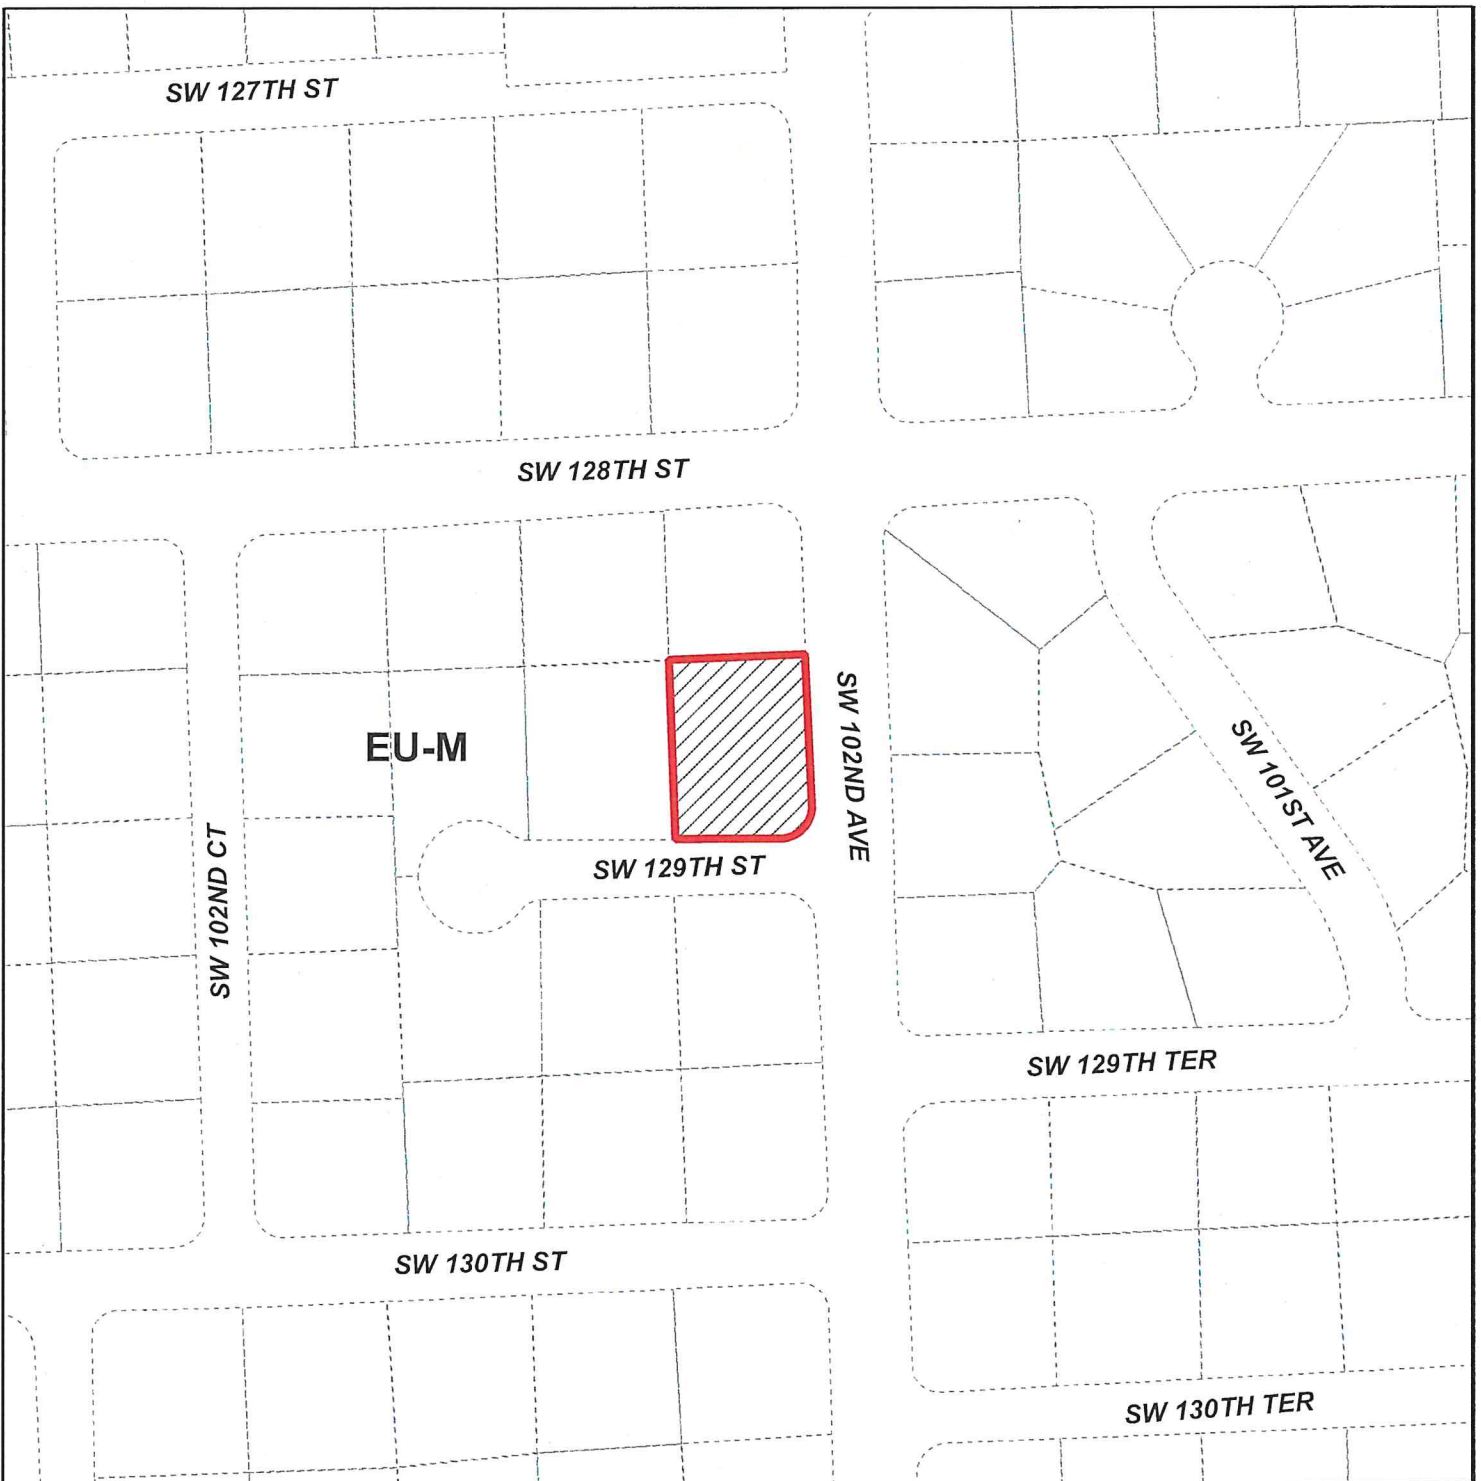 SW 127TH ST
SW 128TH ST
EU-M
SW 102ND AVE
SW 101ST AVE
SW 129TH ST
SW 102ND CT
SW 129TH TER
SW 130TH ST
SW 130TH TER